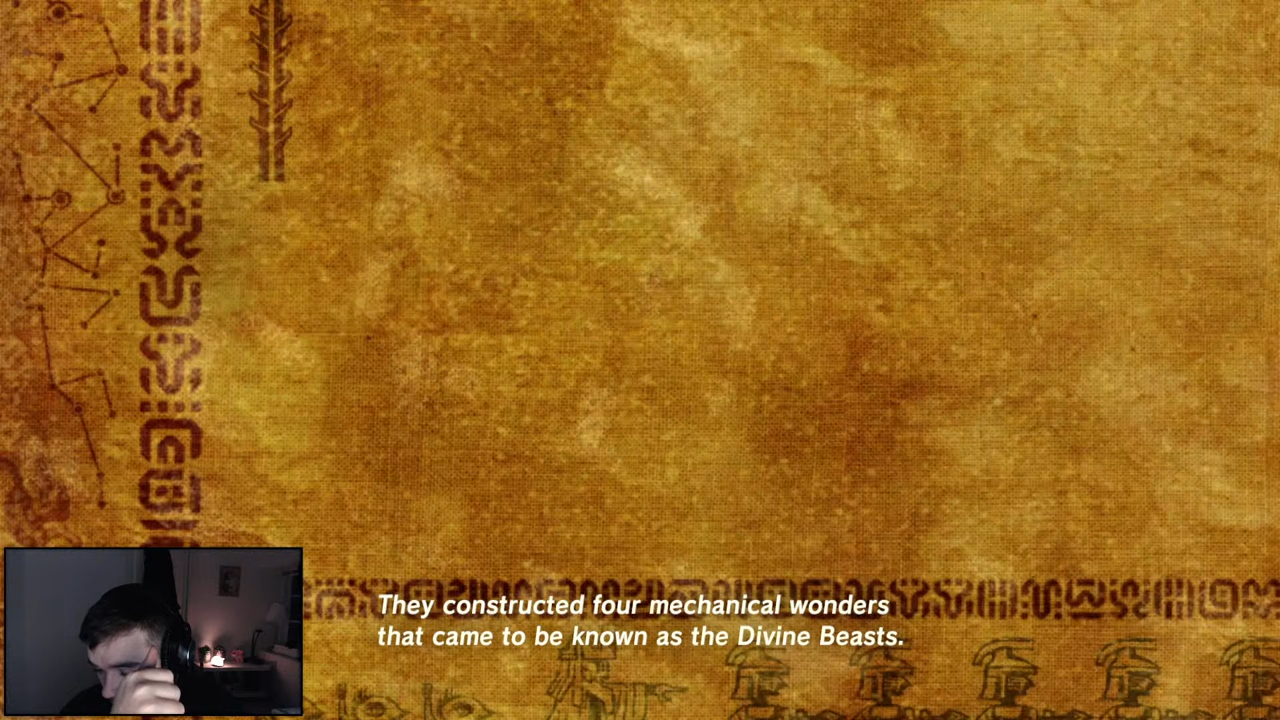 They constructed four mechanical wonders
that came to be known as the Divine Beasts.